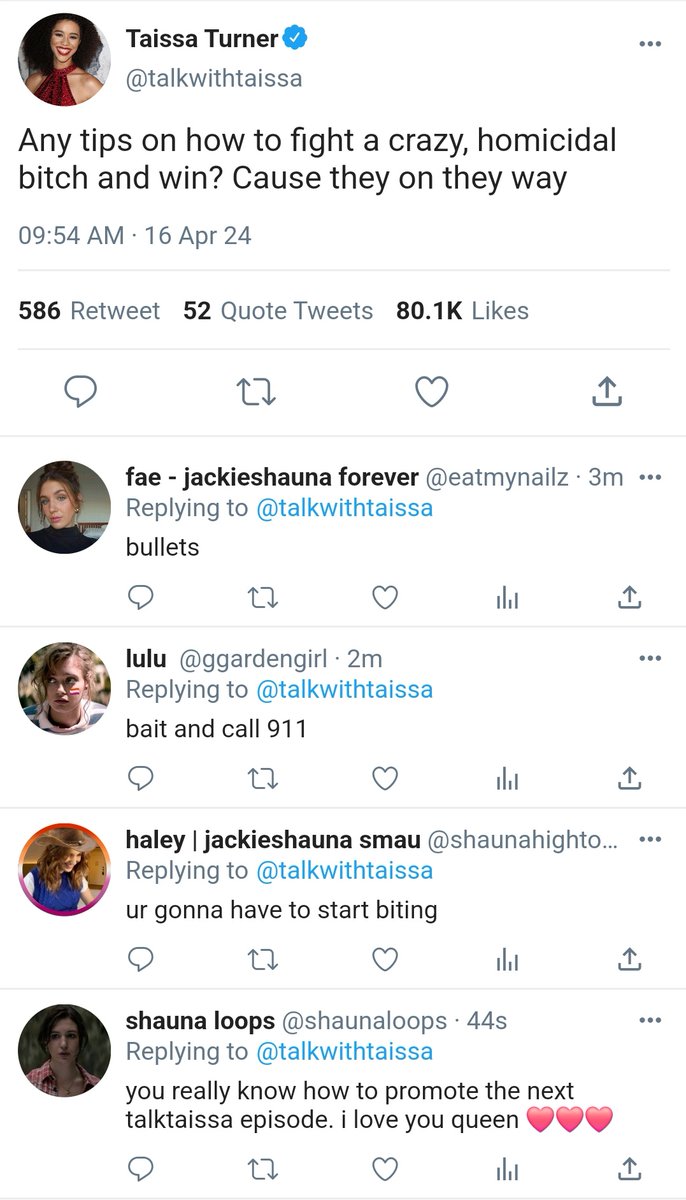 Taissa Turner
@talkwithtaissa
Any tips on how to fight a crazy, homicidal
bitch and win? Cause they on they way
09:54 AM · 16 Apr 24
586 Retweet 52 Quote Tweets 80.1K Likes
fae - jackieshauna forever @eatmynailz · 3m
Replying to @talkwithtaissa
bullets
lulu @ggardengirl · 2m
Replying to @talkwithtaissa
bait and call 911
haley | jackieshauna smau @shaunahighto...
Replying to @talkwithtaissa
ur gonna have to start biting
shauna loops @shaunaloops · 44s
Replying to @talkwithtaissa
you really know how to promote the next
talktaissa episode. i love you queen 💗💗💗